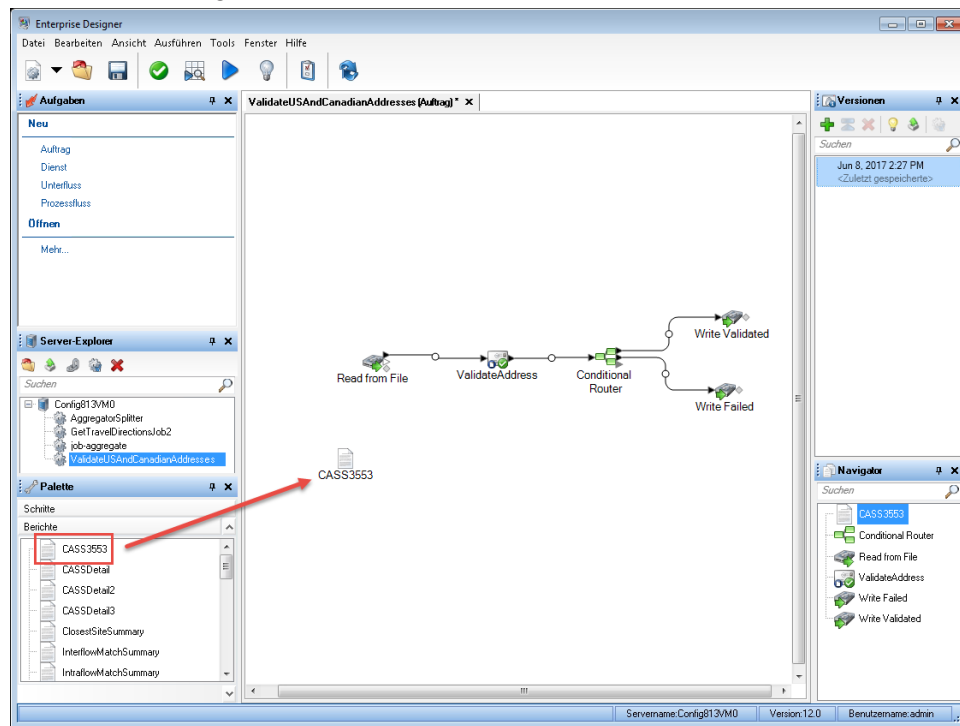 Enterprise Designer
Datei Bearbeiten Ansicht Ausführen Tools Fenster Hilfe
Aufgaben
Neu
Auftrag
Dienst
Unterfluss
Prozessfluss
Öffnen
Mehr...
Server-Explorer
Suchen
Config813VM0
AggregatorSplitter
GetTravelDirectionsJob2
job-aggregate
ValidateUSAndCanadianAddresses
Palette
Schritte
Berichte
CASS3553
CASSDetail
CASSDetail2
CASSDetail3
ClosestSiteSummary
InterflowMatchSummary
IntraflowMatchSummary
ValidateUSAndCanadianAddresses (Auftrag) *
Read from File
ValidateAddress
Conditional
Router
Write Validated
Write Failed
CASS3553
Versionen
Suchen
Jun 8, 2017 2:27 PM
<Zuletzt gespeicherte>
Navigator
Suchen
CASS3553
Conditional Router
Read from File
ValidateAddress
Write Failed
Write Validated
Servername:Config813VM0 Version:12.0 Benutzername:admin